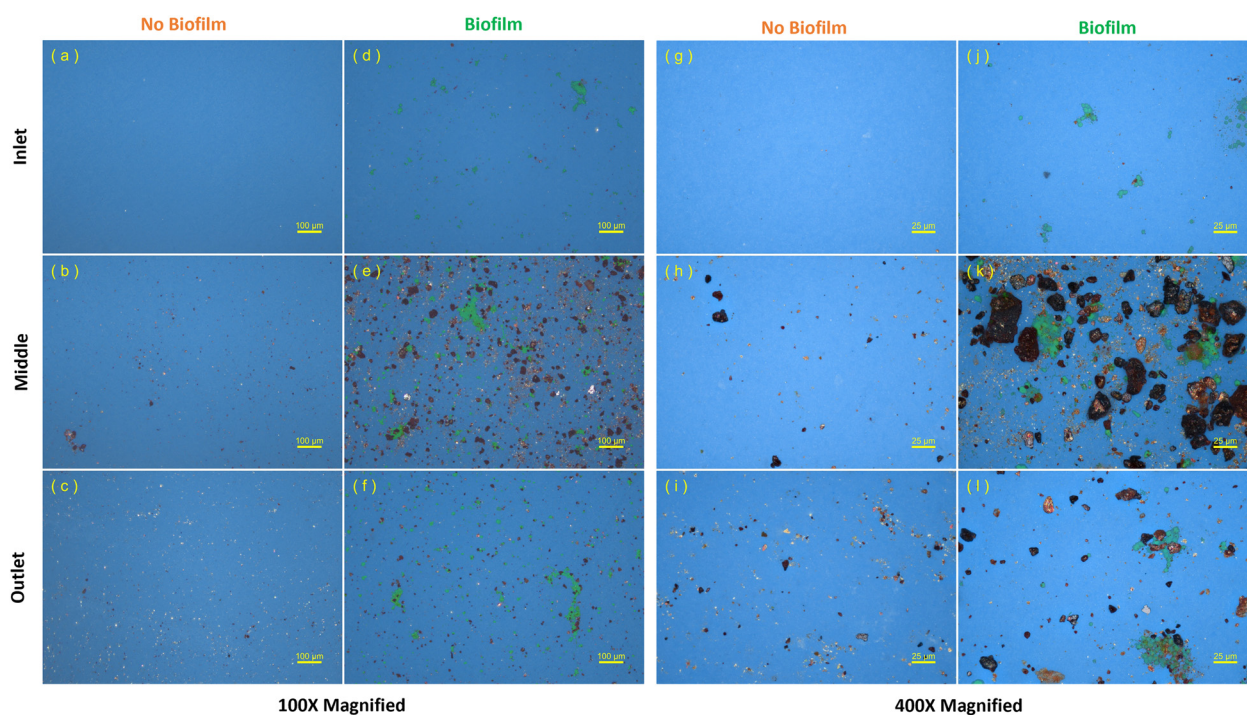 No Biofilm Biofilm No Biofilm Biofilm
Inlet
( a ) ( d ) ( g ) ( j )
100 µm 100 µm 25 µm 25 µm
Middle
( b ) ( e ) ( h ) ( k )
100 µm 100 µm 25 µm 25 µm
Outlet
( c ) ( f ) ( i ) ( l )
100 µm 100 µm 25 µm 25 µm
100X Magnified 400X Magnified